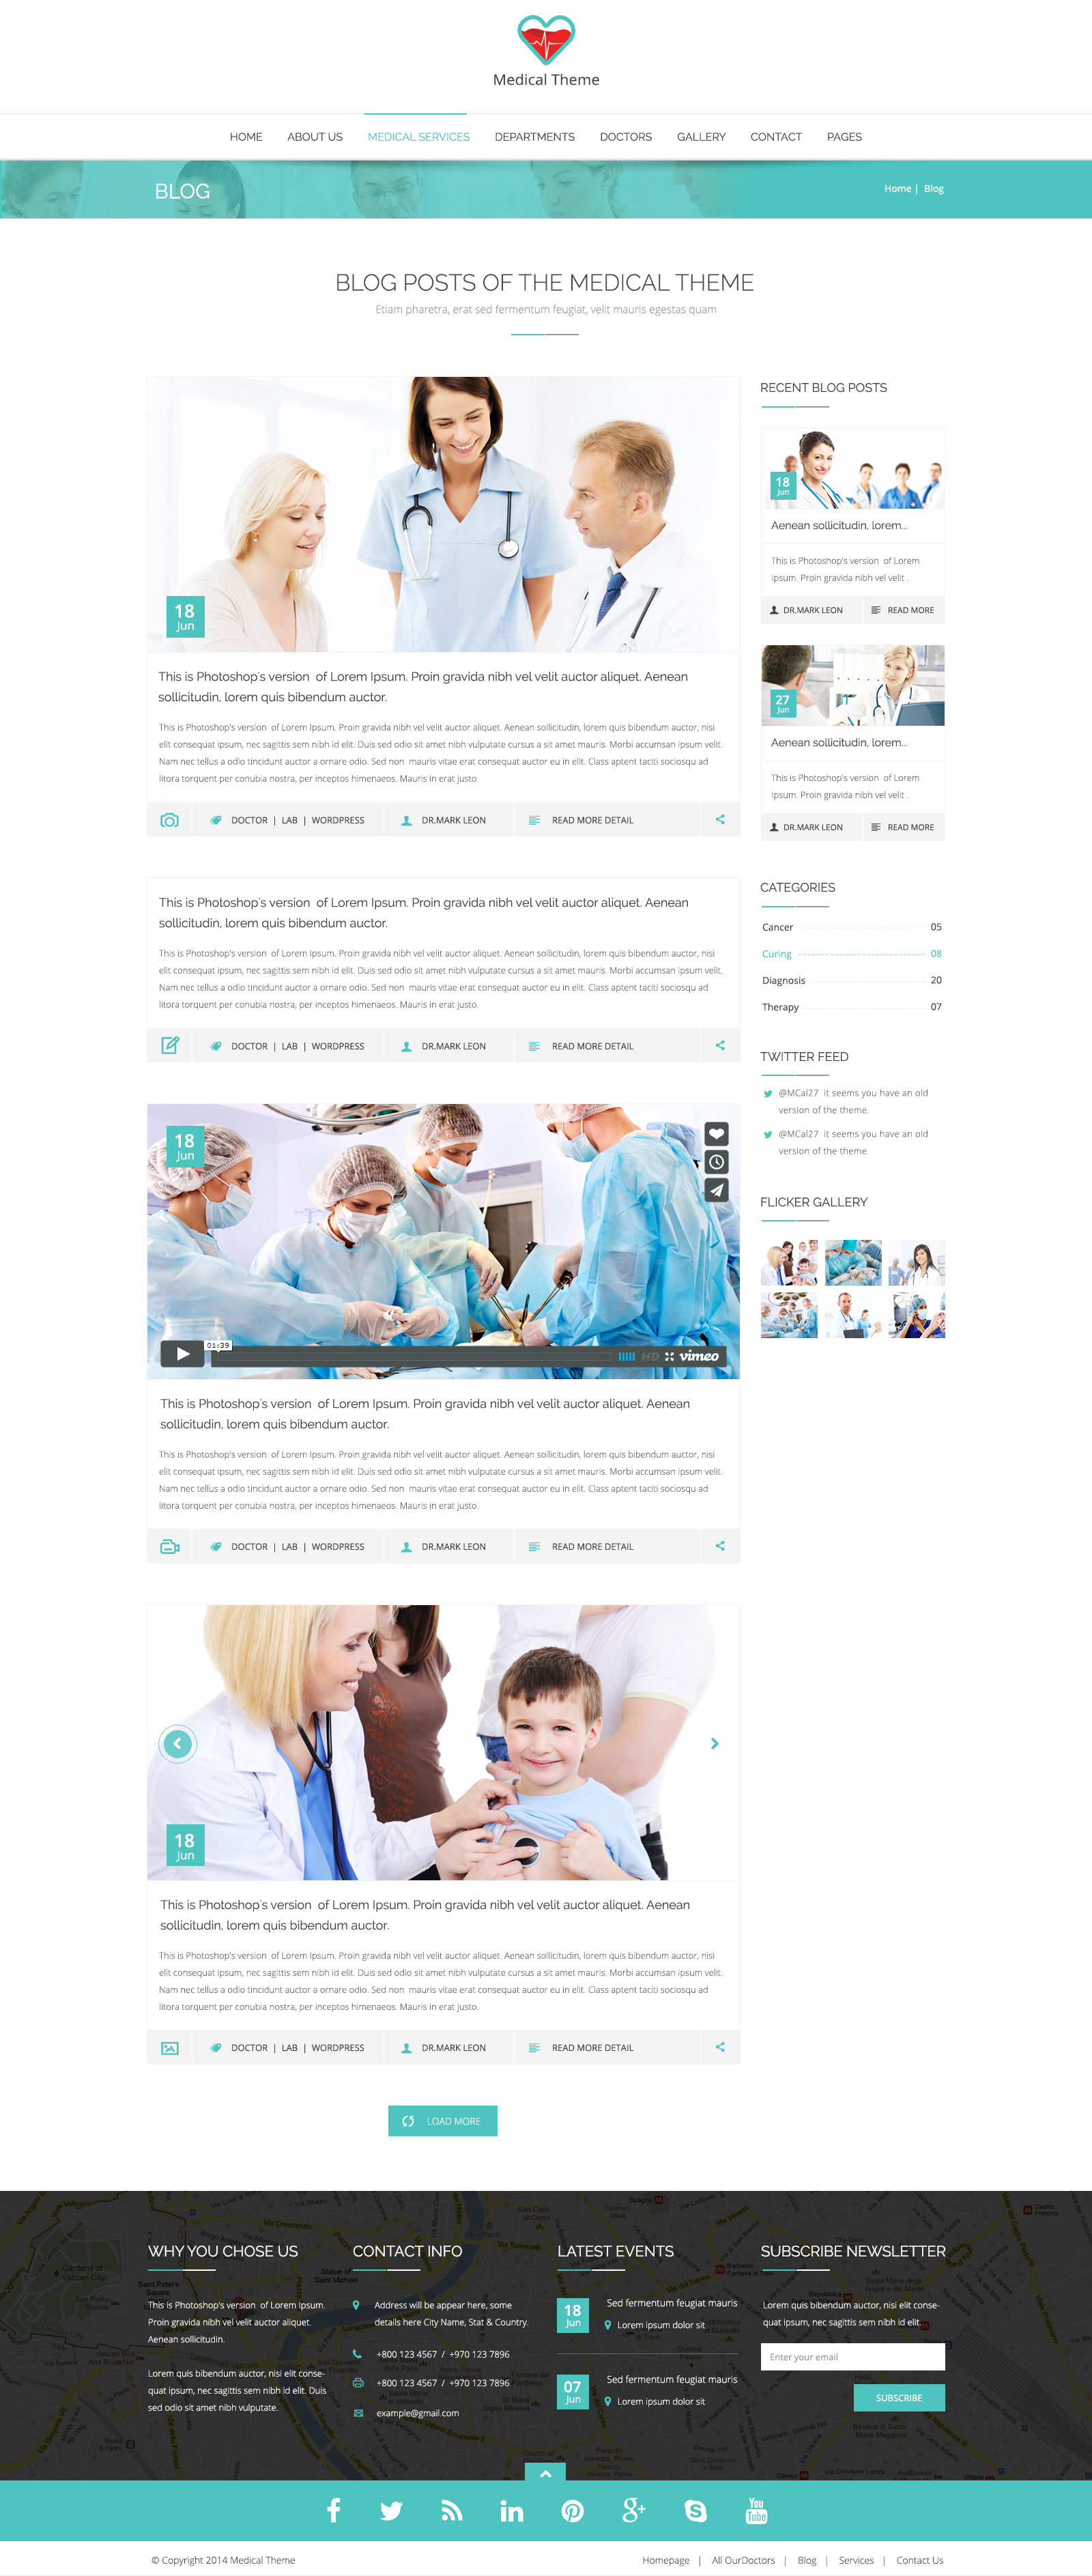 Medical Theme
HOME ABOUT US MEDICAL SERVICES DEPARTMENTS DOCTORS GALLERY CONTACT PAGES
BLOG
Home | Blog
BLOG POSTS OF THE MEDICAL THEME
Etiam pharetra, erat sed fermentum feugiat, velit mauris egestas quam
18
Jun
This is Photoshop's version of Lorem Ipsum. Proin gravida nibh vel velit auctor aliquet. Aenean
sollicitudin, lorem quis bibendum auctor.
This is Photoshop's version of Lorem Ipsum. Proin gravida nibh vel velit auctor aliquet. Aenean sollicitudin, lorem quis bibendum auctor, nisi
elit consequat ipsum, nec sagittis sem nibh id elit. Duis sed odio sit amet nibh vulputate cursus a sit amet mauris. Morbi accumsan ipsum velit.
Nam nec tellus a odio tincidunt auctor a ornare odio. Sed non mauris vitae erat consequat auctor eu in elit. Class aptent taciti sociosqu ad
litora torquent per conubia nostra, per inceptos himenaeos. Mauris in erat justo.
DOCTOR | LAB | WORDPRESS DR.MARK LEON READ MORE DETAIL
This is Photoshop's version of Lorem Ipsum. Proin gravida nibh vel velit auctor aliquet. Aenean
sollicitudin, lorem quis bibendum auctor.
This is Photoshop's version of Lorem Ipsum. Proin gravida nibh vel velit auctor aliquet. Aenean sollicitudin, lorem quis bibendum auctor, nisi
elit consequat ipsum, nec sagittis sem nibh id elit. Duis sed odio sit amet nibh vulputate cursus a sit amet mauris. Morbi accumsan ipsum velit.
Nam nec tellus a odio tincidunt auctor a ornare odio. Sed non mauris vitae erat consequat auctor eu in elit. Class aptent taciti sociosqu ad
litora torquent per conubia nostra, per inceptos himenaeos. Mauris in erat justo.
DOCTOR | LAB | WORDPRESS DR.MARK LEON READ MORE DETAIL
18
Jun
01:39
HD vimeo
This is Photoshop's version of Lorem Ipsum. Proin gravida nibh vel velit auctor aliquet. Aenean
sollicitudin, lorem quis bibendum auctor.
This is Photoshop's version of Lorem Ipsum. Proin gravida nibh vel velit auctor aliquet. Aenean sollicitudin, lorem quis bibendum auctor, nisi
elit consequat ipsum, nec sagittis sem nibh id elit. Duis sed odio sit amet nibh vulputate cursus a sit amet mauris. Morbi accumsan ipsum velit.
Nam nec tellus a odio tincidunt auctor a ornare odio. Sed non mauris vitae erat consequat auctor eu in elit. Class aptent taciti sociosqu ad
litora torquent per conubia nostra, per inceptos himenaeos. Mauris in erat justo.
DOCTOR | LAB | WORDPRESS DR.MARK LEON READ MORE DETAIL
18
Jun
This is Photoshop's version of Lorem Ipsum. Proin gravida nibh vel velit auctor aliquet. Aenean
sollicitudin, lorem quis bibendum auctor.
This is Photoshop's version of Lorem Ipsum. Proin gravida nibh vel velit auctor aliquet. Aenean sollicitudin, lorem quis bibendum auctor, nisi
elit consequat ipsum, nec sagittis sem nibh id elit. Duis sed odio sit amet nibh vulputate cursus a sit amet mauris. Morbi accumsan ipsum velit.
Nam nec tellus a odio tincidunt auctor a ornare odio. Sed non mauris vitae erat consequat auctor eu in elit. Class aptent taciti sociosqu ad
litora torquent per conubia nostra, per inceptos himenaeos. Mauris in erat justo.
DOCTOR | LAB | WORDPRESS DR.MARK LEON READ MORE DETAIL
LOAD MORE
RECENT BLOG POSTS
18
Jun
Aenean sollicitudin, lorem...
This is Photoshop's version of Lorem
Ipsum. Proin gravida nibh vel velit .
DR.MARK LEON READ MORE
27
Jun
Aenean sollicitudin, lorem...
This is Photoshop's version of Lorem
Ipsum. Proin gravida nibh vel velit .
DR.MARK LEON READ MORE
CATEGORIES
Cancer 05
Curing 08
Diagnosis 20
Therapy 07
TWITTER FEED
@MCal27 it seems you have an old
version of the theme.
@MCal27 it seems you have an old
version of the theme.
FLICKER GALLERY
WHY YOU CHOSE US
This is Photoshop's version of Lorem Ipsum.
Proin gravida nibh vel velit auctor aliquet.
Aenean sollicitudin.
Lorem quis bibendum auctor, nisi elit conse-
quat ipsum, nec sagittis sem nibh id elit. Duis
sed odio sit amet nibh vulputate.
CONTACT INFO
Address will be appear here, some
details here City Name, Stat & Country.
+800 123 4567 / +970 123 7896
+800 123 4567 / +970 123 7896
example@gmail.com
LATEST EVENTS
18
Jun
Sed fermentum feugiat mauris
Lorem ipsum dolor sit
07
Jun
Sed fermentum feugiat mauris
Lorem ipsum dolor sit
SUBSCRIBE NEWSLETTER
Lorem quis bibendum auctor, nisi elit conse-
quat ipsum, nec sagittis sem nibh id elit.
Enter your email
SUBSCRIBE
You
Tube
© Copyright 2014 Medical Theme
Homepage | All OurDoctors | Blog | Services | Contact Us